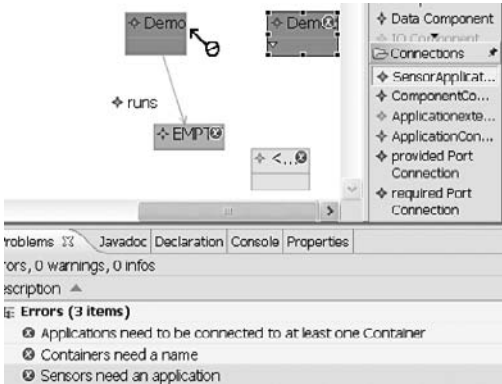 Demo
Demo
runs
EMPT
<...
Data Component
IO Component
Connections
SensorApplicat...
ComponentCo...
Applicationexte...
ApplicationCon...
provided Port
Connection
required Port
Connection
Problems Javadoc Declaration Console Properties
rors, 0 warnings, 0 infos
escription
Errors (3 items)
Applications need to be connected to at least one Container
Containers need a name
Sensors need an application